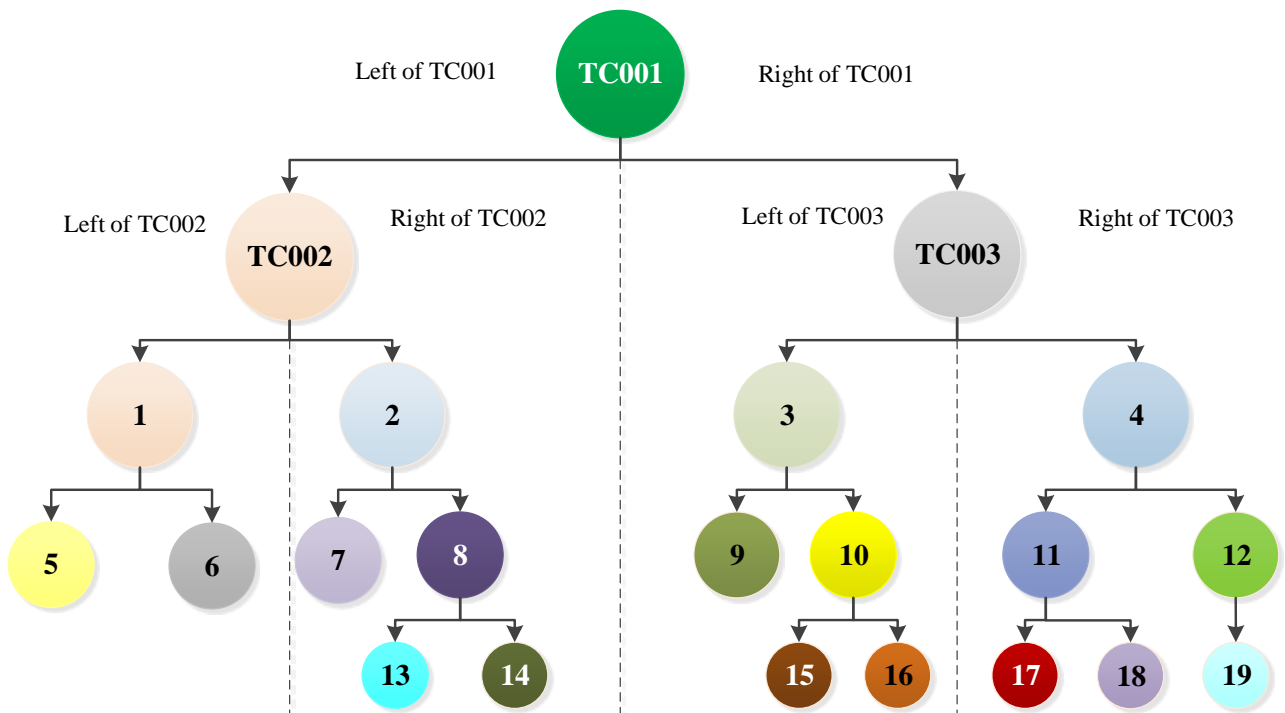 TC001
Left of TC001
Right of TC001
TC002
Left of TC002
Right of TC002
TC003
Left of TC003
Right of TC003
1
2
3
4
5
6
7
8
9
10
11
12
13
14
15
16
17
18
19